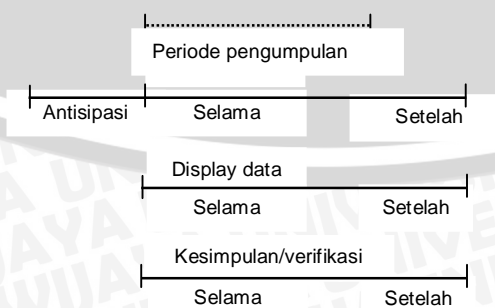 Periode pengumpulan
Antisipasi Selama Setelah
Display data
Selama Setelah
Kesimpulan/verifikasi
Selama Setelah